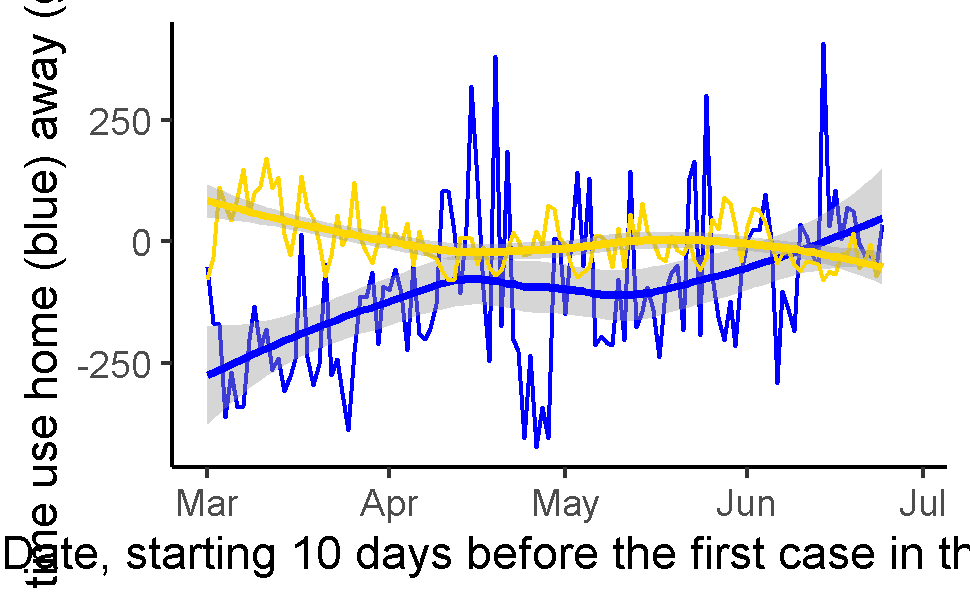 time use home (blue) away (
250
0
-250
Mar Apr May Jun Jul
Date, starting 10 days before the first case in th